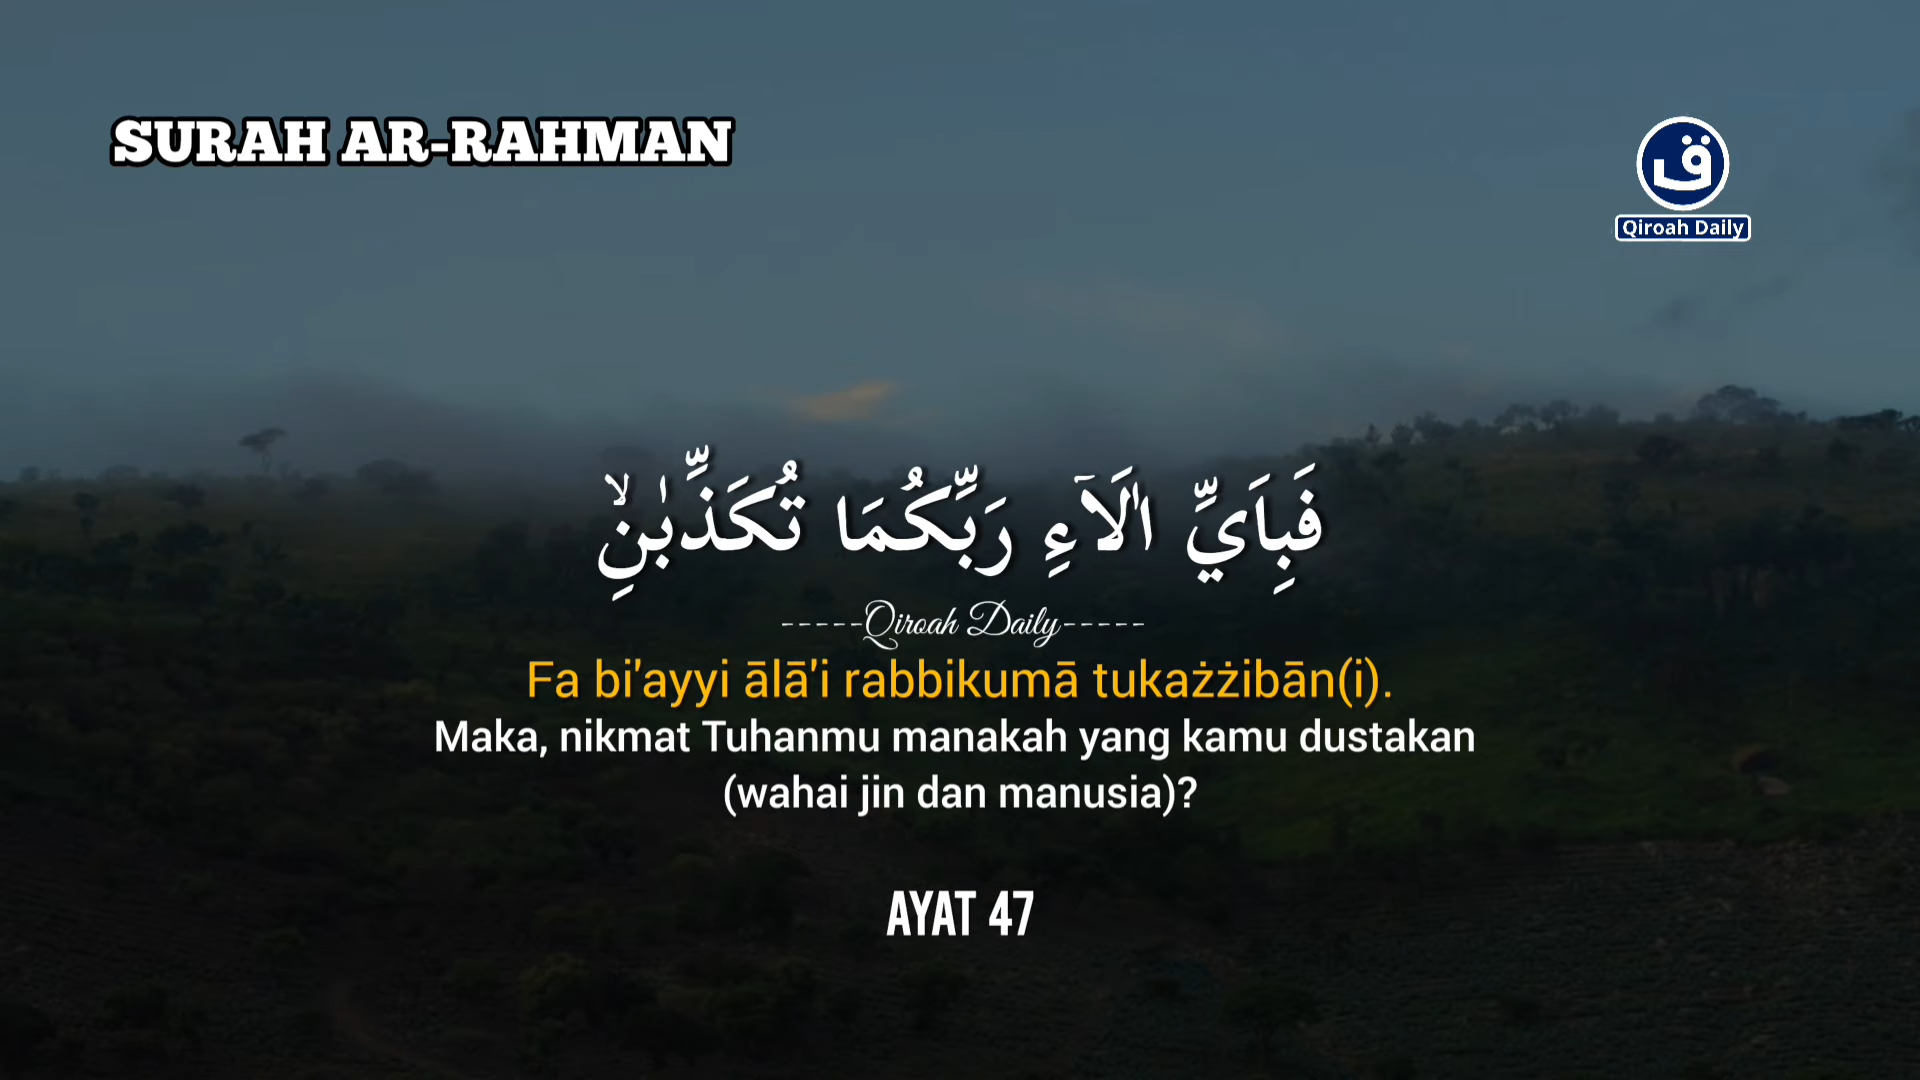 SURAH AR-RAHMAN
ق
Qiroah Daily
فَبِاَيِّ اٰلَاۤءِ رَبِّكُمَا تُكَذِّبٰنِۙ
-----Qiroah Daily-----
Fa bi'ayyi ālā'i rabbikumā tukażżibān(i).
Maka, nikmat Tuhanmu manakah yang kamu dustakan
(wahai jin dan manusia)?
AYAT 47